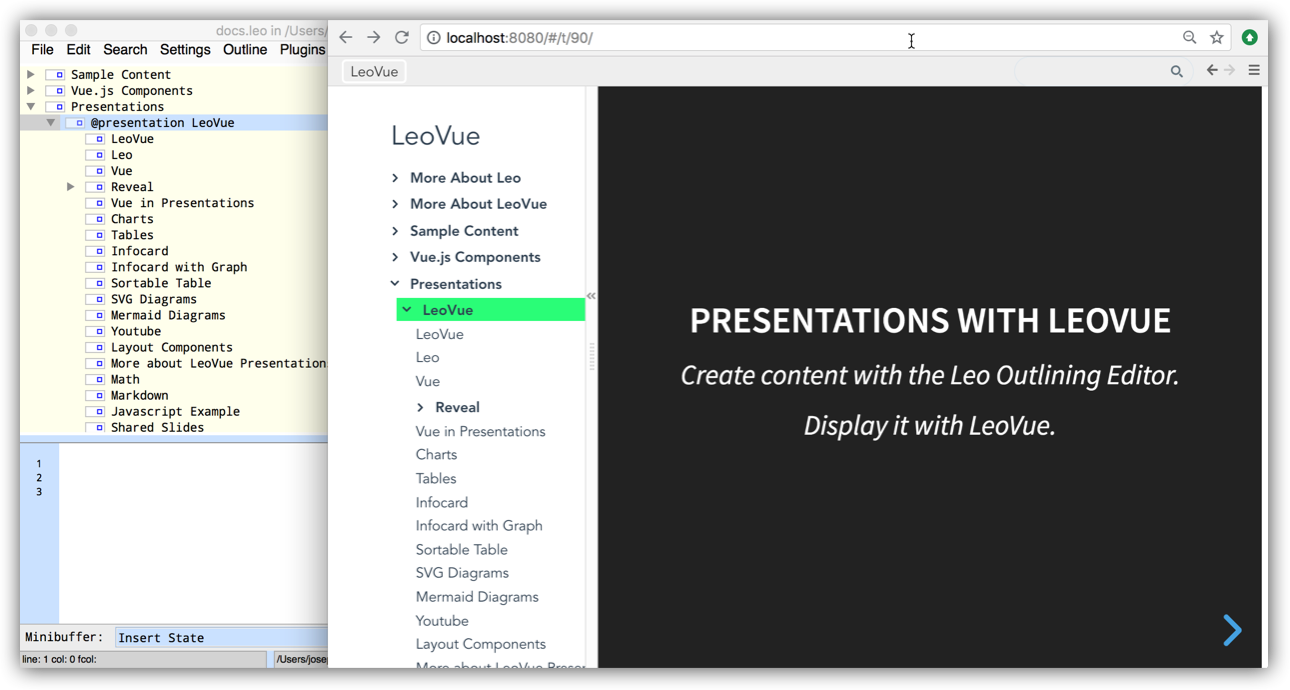 docs.leo in /Users/
File Edit Search Settings Outline Plugins
Sample Content
Vue.js Components
Presentations
@presentation LeoVue
LeoVue
Leo
Vue
Reveal
Vue in Presentations
Charts
Tables
Infocard
Infocard with Graph
Sortable Table
SVG Diagrams
Mermaid Diagrams
Youtube
Layout Components
More about LeoVue Presentation
Math
Markdown
Javascript Example
Shared Slides
1
2
3
Minibuffer: Insert State
line: 1 col: 0 fcol: /Users/josep
localhost:8080/#/t/90/
LeoVue
LeoVue
More About Leo
More About LeoVue
Sample Content
Vue.js Components
Presentations
LeoVue
LeoVue
Leo
Vue
Reveal
Vue in Presentations
Charts
Tables
Infocard
Infocard with Graph
Sortable Table
SVG Diagrams
Mermaid Diagrams
Youtube
Layout Components
More about LeoVue Prese
PRESENTATIONS WITH LEOVUE
Create content with the Leo Outlining Editor.
Display it with LeoVue.